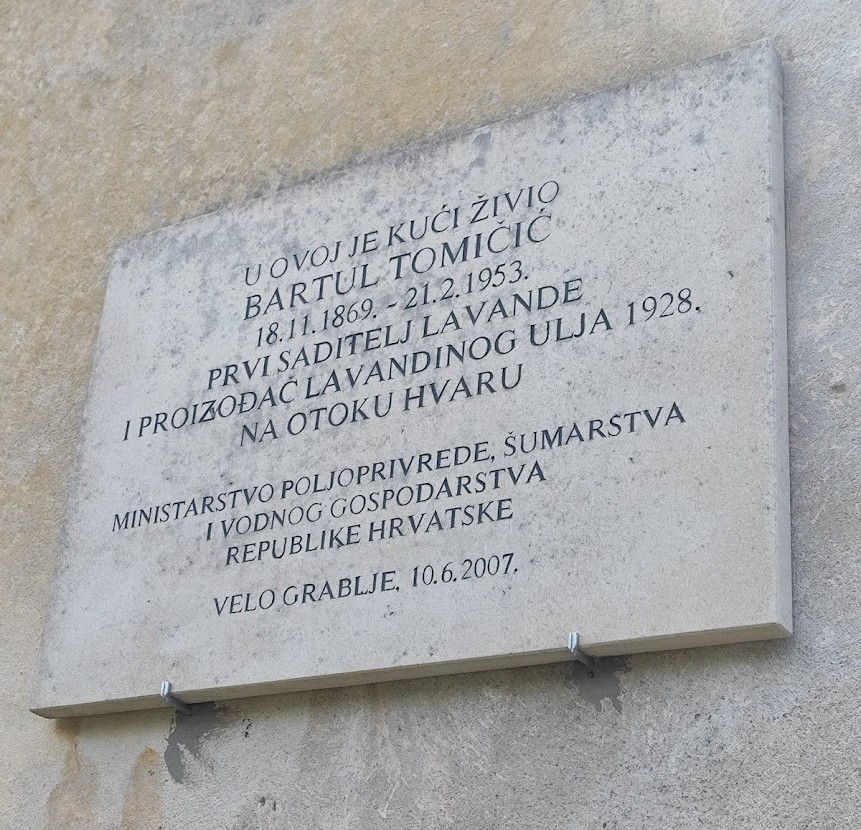 U OVOJ JE KUĆI ŽIVIO
BARTUL TOMIČIĆ
18.11.1869. - 21.2.1953.
PRVI SADITELJ LAVANDE
I PROIZOĐAČ LAVANDINOG ULJA 1928.
NA OTOKU HVARU
MINISTARSTVO POLJOPRIVREDE, ŠUMARSTVA
I VODNOG GOSPODARSTVA
REPUBLIKE HRVATSKE
VELO GRABLJE, 10.6.2007.